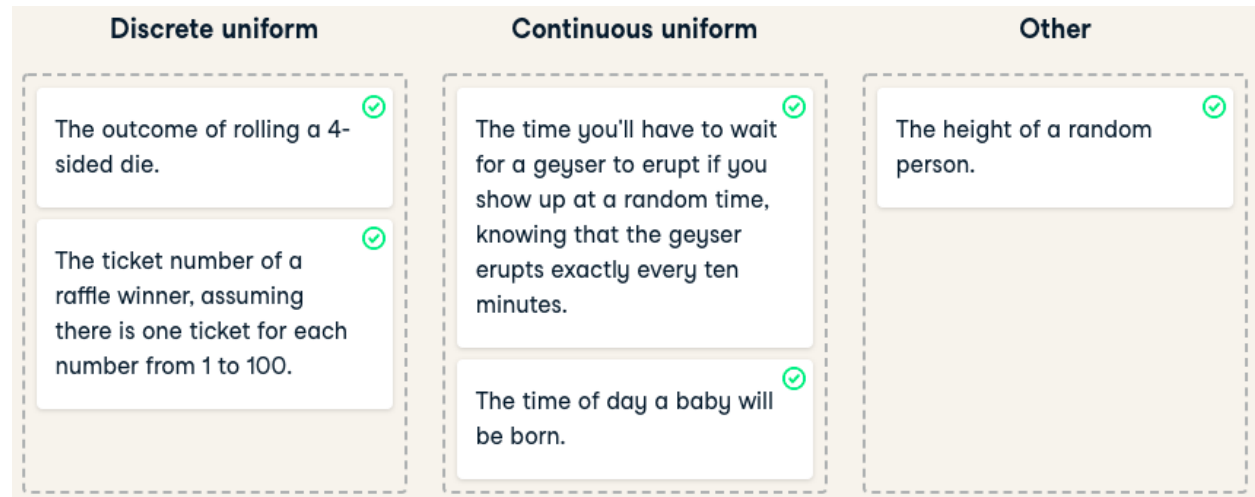 Discrete uniform
The outcome of rolling a 4-
sided die.
The ticket number of a
raffle winner, assuming
there is one ticket for each
number from 1 to 100.
Continuous uniform
The time you'll have to wait
for a geyser to erupt if you
show up at a random time,
knowing that the geyser
erupts exactly every ten
minutes.
The time of day a baby will
be born.
Other
The height of a random
person.